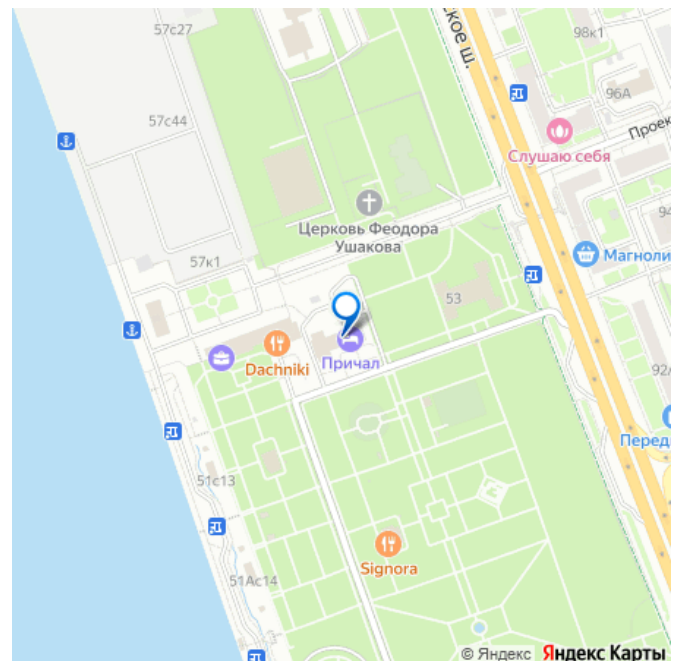 57с27
ское ш.
98к1
96А
57с44
Проек
Слушаю себя
Церковь Феодора
Ушакова
94
57к1
Магноли
53
Dachniki
Причал
92
Перед
51с13
Signora
51Ас14
© Яндекс Яндекс Карты